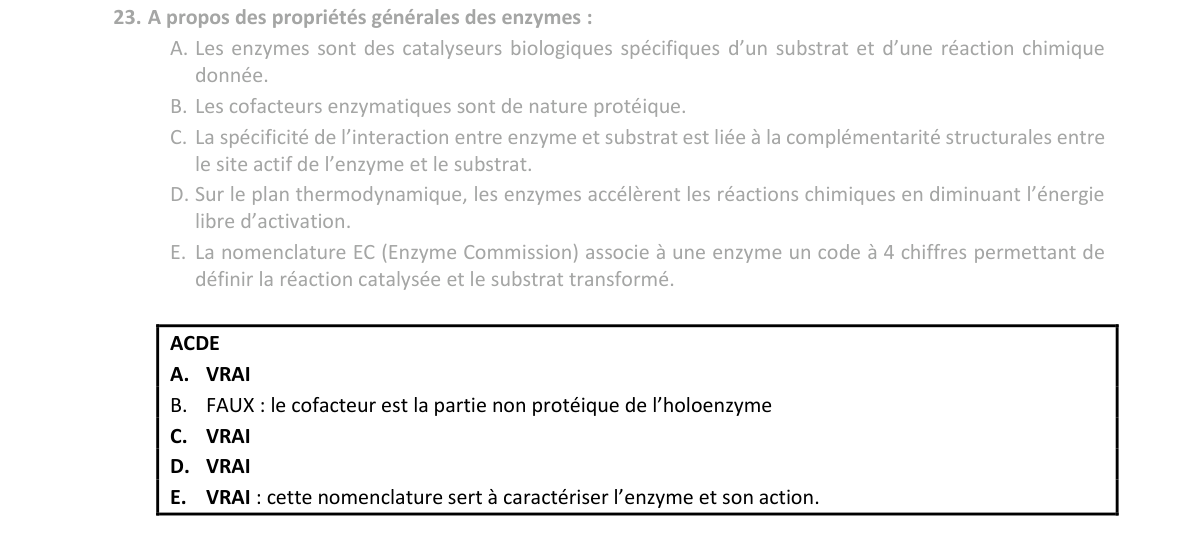 23. A propos des propriétés générales des enzymes :
A. Les enzymes sont des catalyseurs biologiques spécifiques d’un substrat et d’une réaction chimique
donnée.
B. Les cofacteurs enzymatiques sont de nature protéique.
C. La spécificité de l’interaction entre enzyme et substrat est liée à la complémentarité structurales entre
le site actif de l’enzyme et le substrat.
D. Sur le plan thermodynamique, les enzymes accélèrent les réactions chimiques en diminuant l’énergie
libre d’activation.
E. La nomenclature EC (Enzyme Commission) associe à une enzyme un code à 4 chiffres permettant de
définir la réaction catalysée et le substrat transformé.
ACDE
A. VRAI
B. FAUX : le cofacteur est la partie non protéique de l’holoenzyme
C. VRAI
D. VRAI
E. VRAI : cette nomenclature sert à caractériser l’enzyme et son action.